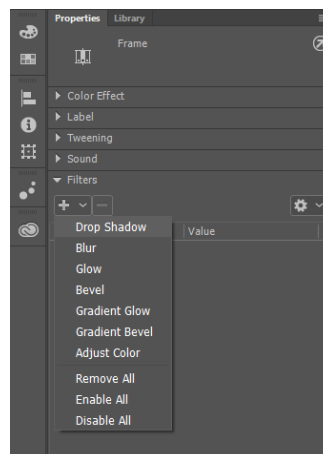 Properties Library
Frame
Color Effect
Label
Tweening
Sound
Filters
Value
Drop Shadow
Blur
Glow
Bevel
Gradient Glow
Gradient Bevel
Adjust Color
Remove All
Enable All
Disable All